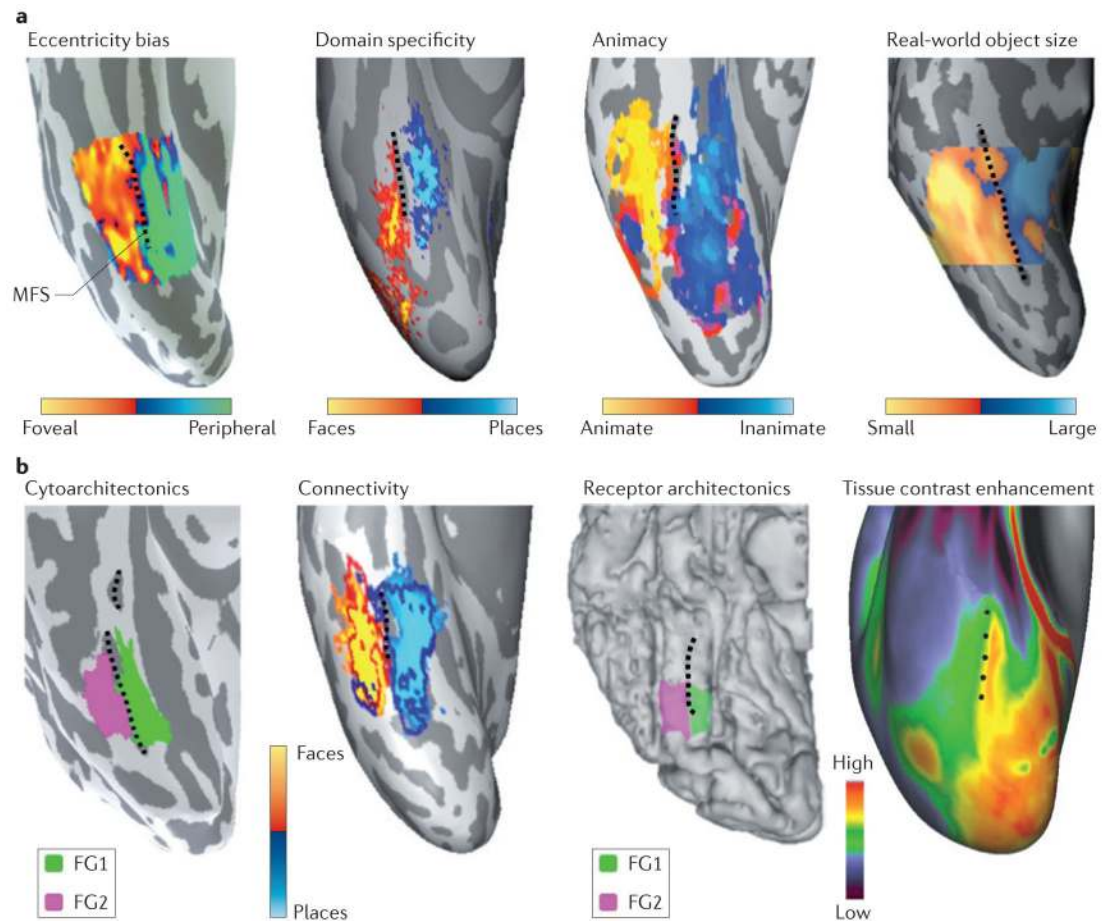 a
Eccentricity bias
Domain specificity
Animacy
Real-world object size
MFS
Foveal Peripheral
Faces Places
Animate Inanimate
Small Large
b
Cytoarchitectonics
Connectivity
Receptor architectonics
Tissue contrast enhancement
FG1
FG2
Faces
Places
FG1
FG2
High
Low